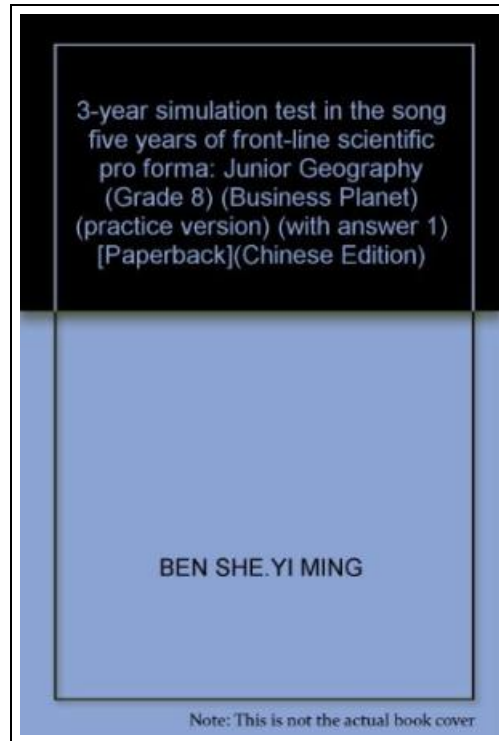 3-year simulation test in the song
five years of front-line scientific
pro forma: Junior Geography
(Grade 8) (Business Planet)
(practice version) (with answer 1)
[Paperback](Chinese Edition)
BEN SHE.YI MING
Note: This is not the actual book cover